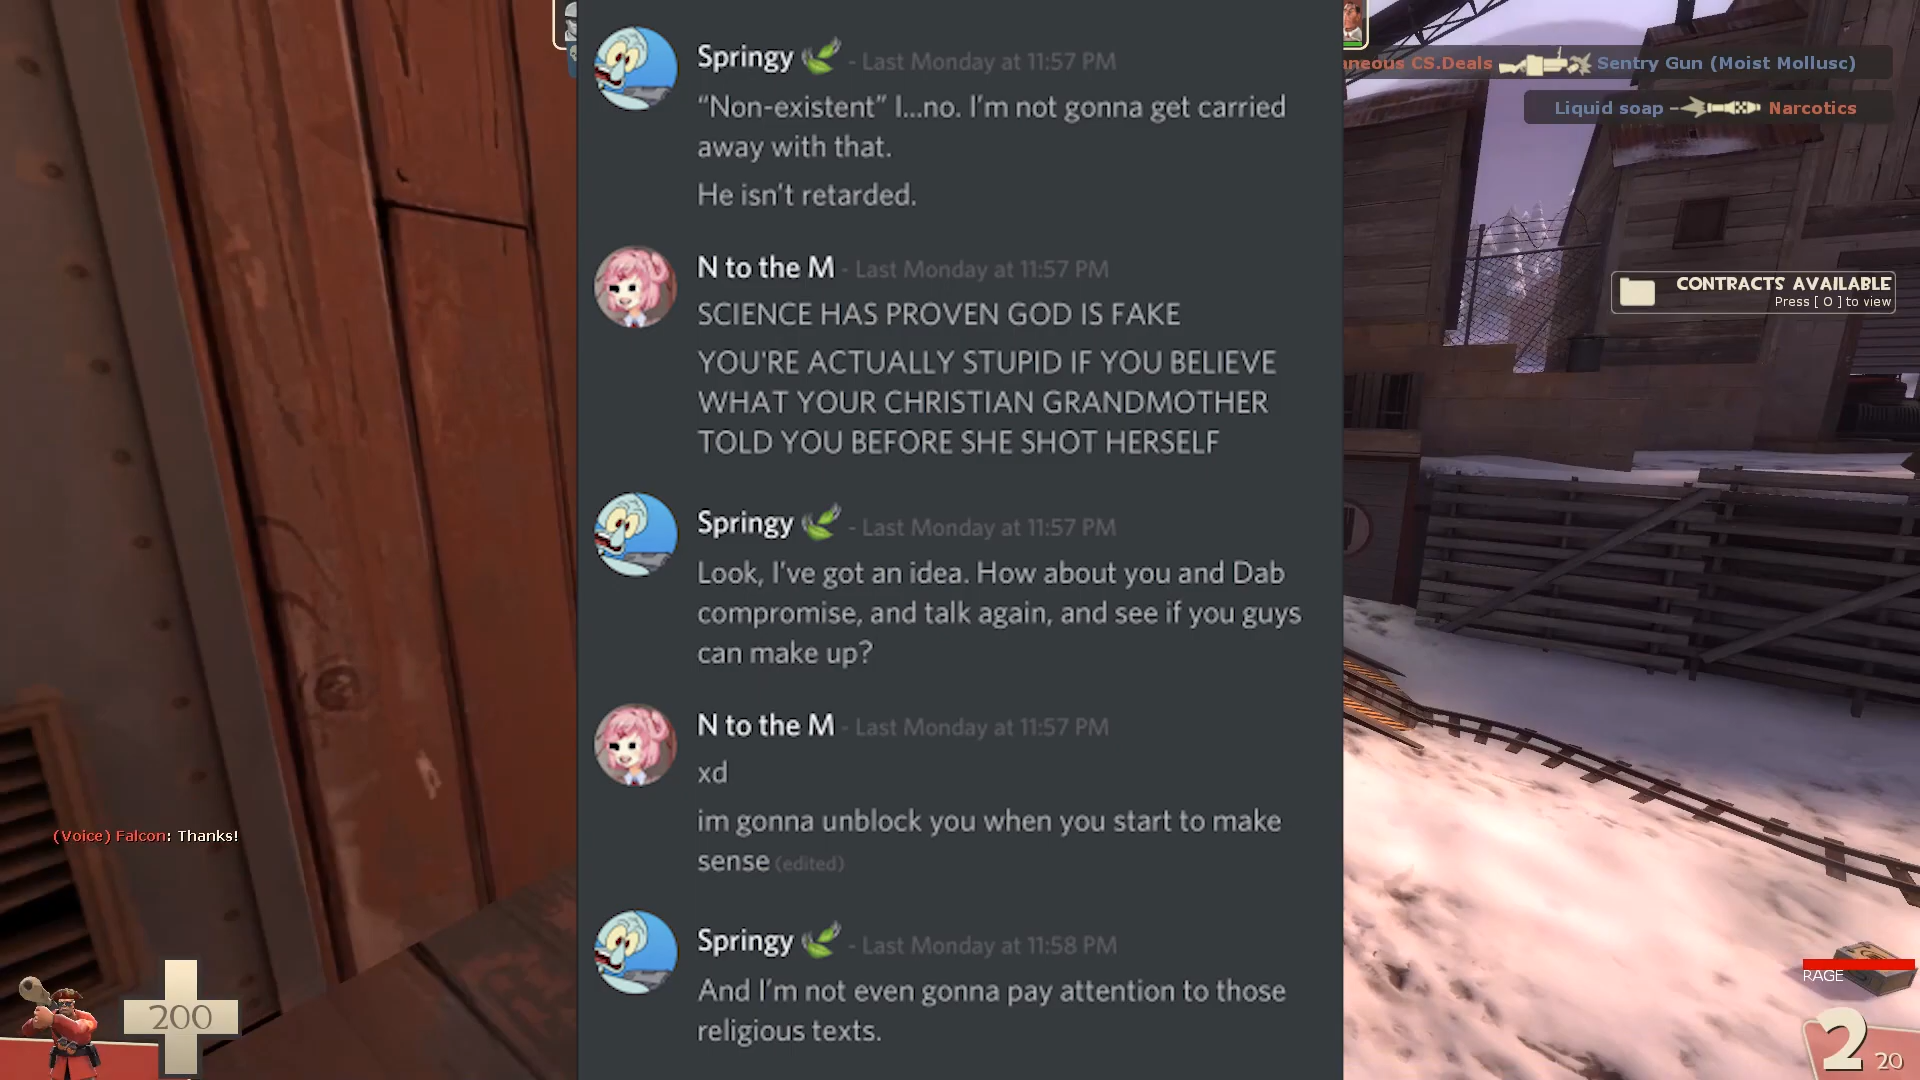 Springy - Last Monday at 11:57 PM
“Non-existent” I...no. I’m not gonna get carried
away with that.
He isn’t retarded.
N to the M - Last Monday at 11:57 PM
SCIENCE HAS PROVEN GOD IS FAKE
YOU'RE ACTUALLY STUPID IF YOU BELIEVE
WHAT YOUR CHRISTIAN GRANDMOTHER
TOLD YOU BEFORE SHE SHOT HERSELF
Springy - Last Monday at 11:57 PM
Look, I’ve got an idea. How about you and Dab
compromise, and talk again, and see if you guys
can make up?
N to the M - Last Monday at 11:57 PM
xd
im gonna unblock you when you start to make
sense (edited)
Springy - Last Monday at 11:58 PM
And I’m not even gonna pay attention to those
religious texts.
CS.Deals Sentry Gun (Moist Mollusc)
Liquid soap Narcotics
CONTRACTS AVAILABLE
Press [ O ] to view
(Voice) Falcon: Thanks!
200
RAGE
2 20